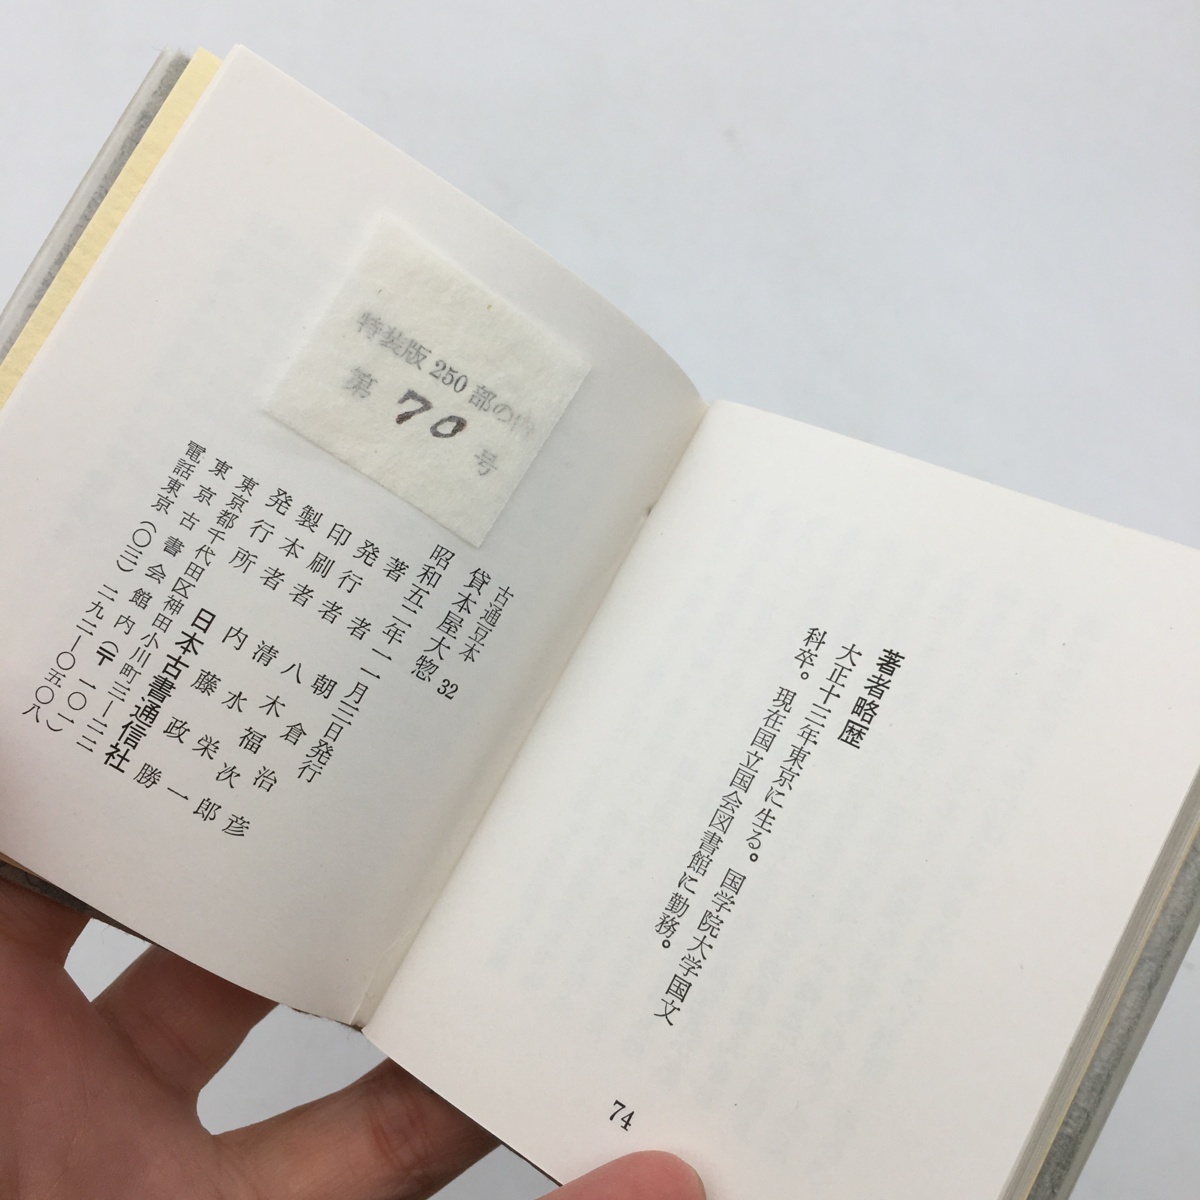 著者略歴
大正十三年東京に生る。国学院大学国文
科卒。現在国立国会図書館に勤務。
74
特装版 250 部の内
第 70 号
古通豆本 32
貸本屋大惣
昭和五二年二月三日発行
著者 朝倉治彦
発行者 八木福次郎
印刷者 清水栄一
製本者 内藤政勝
発行所 日本古書通信社
東京都千代田区神田小川町三―二二
東京古書会館内(〒一〇一)
電話東京(〇三)二九二―〇五〇八